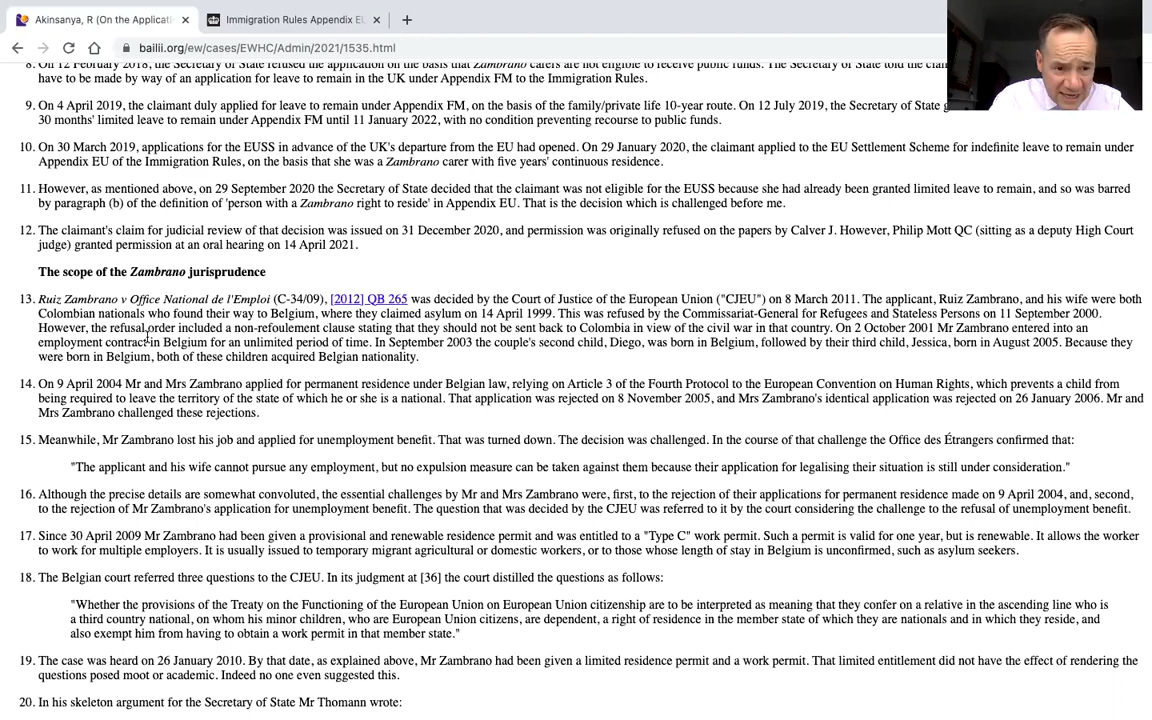 Akinsanya, R (On the Applicati
Immigration Rules Appendix EU
bailii.org/ew/cases/EWHC/Admin/2021/1535.html
8. On 12 February 2018, the Secretary of State refused the application on the basis that Zambrano carers are not eligible to receive public funds. The Secretary of State told the clai
have to be made by way of an application for leave to remain in the UK under Appendix FM to the Immigration Rules.
9. On 4 April 2019, the claimant duly applied for leave to remain under Appendix FM, on the basis of the family/private life 10-year route. On 12 July 2019, the Secretary of State g
30 months' limited leave to remain under Appendix FM until 11 January 2022, with no condition preventing recourse to public funds.
10. On 30 March 2019, applications for the EUSS in advance of the UK's departure from the EU had opened. On 29 January 2020, the claimant applied to the EU Settlement Scheme for indefinite leave to remain under
Appendix EU of the Immigration Rules, on the basis that she was a Zambrano carer with five years' continuous residence.
11. However, as mentioned above, on 29 September 2020 the Secretary of State decided that the claimant was not eligible for the EUSS because she had already been granted limited leave to remain, and so was barred
by paragraph (b) of the definition of 'person with a Zambrano right to reside' in Appendix EU. That is the decision which is challenged before me.
12. The claimant's claim for judicial review of that decision was issued on 31 December 2020, and permission was originally refused on the papers by Calver J. However, Philip Mott QC (sitting as a deputy High Court
judge) granted permission at an oral hearing on 14 April 2021.
The scope of the Zambrano jurisprudence
13. Ruiz Zambrano v Office National de l'Emploi (C-34/09), [2012] QB 265 was decided by the Court of Justice of the European Union ("CJEU") on 8 March 2011. The applicant, Ruiz Zambrano, and his wife were both
Colombian nationals who found their way to Belgium, where they claimed asylum on 14 April 1999. This was refused by the Commissariat-General for Refugees and Stateless Persons on 11 September 2000.
However, the refusal order included a non-refoulement clause stating that they should not be sent back to Colombia in view of the civil war in that country. On 2 October 2001 Mr Zambrano entered into an
employment contract in Belgium for an unlimited period of time. In September 2003 the couple's second child, Diego, was born in Belgium, followed by their third child, Jessica, born in August 2005. Because they
were born in Belgium, both of these children acquired Belgian nationality.
14. On 9 April 2004 Mr and Mrs Zambrano applied for permanent residence under Belgian law, relying on Article 3 of the Fourth Protocol to the European Convention on Human Rights, which prevents a child from
being required to leave the territory of the state of which he or she is a national. That application was rejected on 8 November 2005, and Mrs Zambrano's identical application was rejected on 26 January 2006. Mr and
Mrs Zambrano challenged these rejections.
15. Meanwhile, Mr Zambrano lost his job and applied for unemployment benefit. That was turned down. The decision was challenged. In the course of that challenge the Office des Étrangers confirmed that:
"The applicant and his wife cannot pursue any employment, but no expulsion measure can be taken against them because their application for legalising their situation is still under consideration."
16. Although the precise details are somewhat convoluted, the essential challenges by Mr and Mrs Zambrano were, first, to the rejection of their applications for permanent residence made on 9 April 2004, and, second,
to the rejection of Mr Zambrano's application for unemployment benefit. The question that was decided by the CJEU was referred to it by the court considering the challenge to the refusal of unemployment benefit.
17. Since 30 April 2009 Mr Zambrano had been given a provisional and renewable residence permit and was entitled to a "Type C" work permit. Such a permit is valid for one year, but is renewable. It allows the worker
to work for multiple employers. It is usually issued to temporary migrant agricultural or domestic workers, or to those whose length of stay in Belgium is unconfirmed, such as asylum seekers.
18. The Belgian court referred three questions to the CJEU. In its judgment at [36] the court distilled the questions as follows:
"Whether the provisions of the Treaty on the Functioning of the European Union on European Union citizenship are to be interpreted as meaning that they confer on a relative in the ascending line who is
a third country national, on whom his minor children, who are European Union citizens, are dependent, a right of residence in the member state of which they are nationals and in which they reside, and
also exempt him from having to obtain a work permit in that member state."
19. The case was heard on 26 January 2010. By that date, as explained above, Mr Zambrano had been given a limited residence permit and a work permit. That limited entitlement did not have the effect of rendering the
questions posed moot or academic. Indeed no one even suggested this.
20. In his skeleton argument for the Secretary of State Mr Thomann wrote: